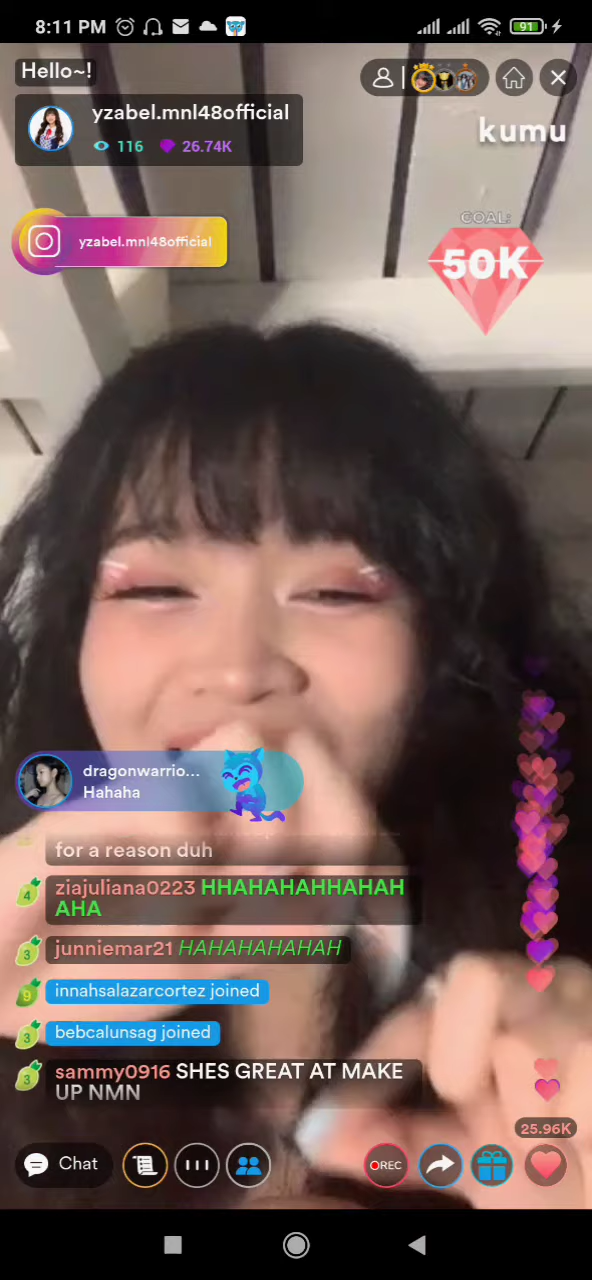 8:11 PM
91
Hello~!
yzabel.mnl48official
116 26.74K
kumu
yzabel.mnl48official
GOAL:
50K
dragonwarrio...
Hahaha
for a reason duh
4 ziajuliana0223 HHAHAHAHHAHAH
AHA
3 junniemar21 HAHAHAHAHAH
9 innahsalazarcortez joined
3 bebcalunsag joined
3 sammy0916 SHES GREAT AT MAKE
UP NMN
25.96K
Chat
REC